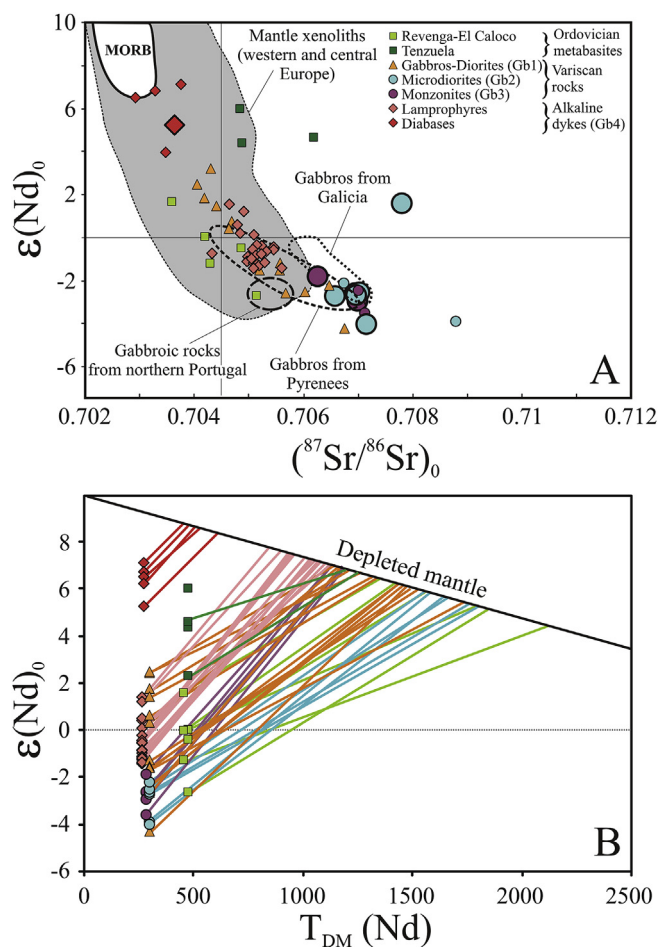 10
MORB
Mantle xenoliths
(western and central
Europe)
Revenga-El Caloco
Tenzuela
Gabbros-Diorites (Gb1)
Microdiorites (Gb2)
Monzonites (Gb3)
Lamprophyres
Diabases
Ordovician
metabasites
Variscan
rocks
Alkaline
dykes (Gb4)
6
2
-2
-6
ε(Nd)₀
Gabbros from
Galicia
Gabbroic rocks
from northern Portugal
Gabbros from
Pyrenees
A
0.702
0.704
0.706
0.708
0.71
0.712
(⁸⁷Sr/⁸⁶Sr)₀
8
6
4
2
0
-2
-4
-6
ε(Nd)₀
Depleted mantle
B
0
500
1000
1500
2000
2500
T_DM (Nd)